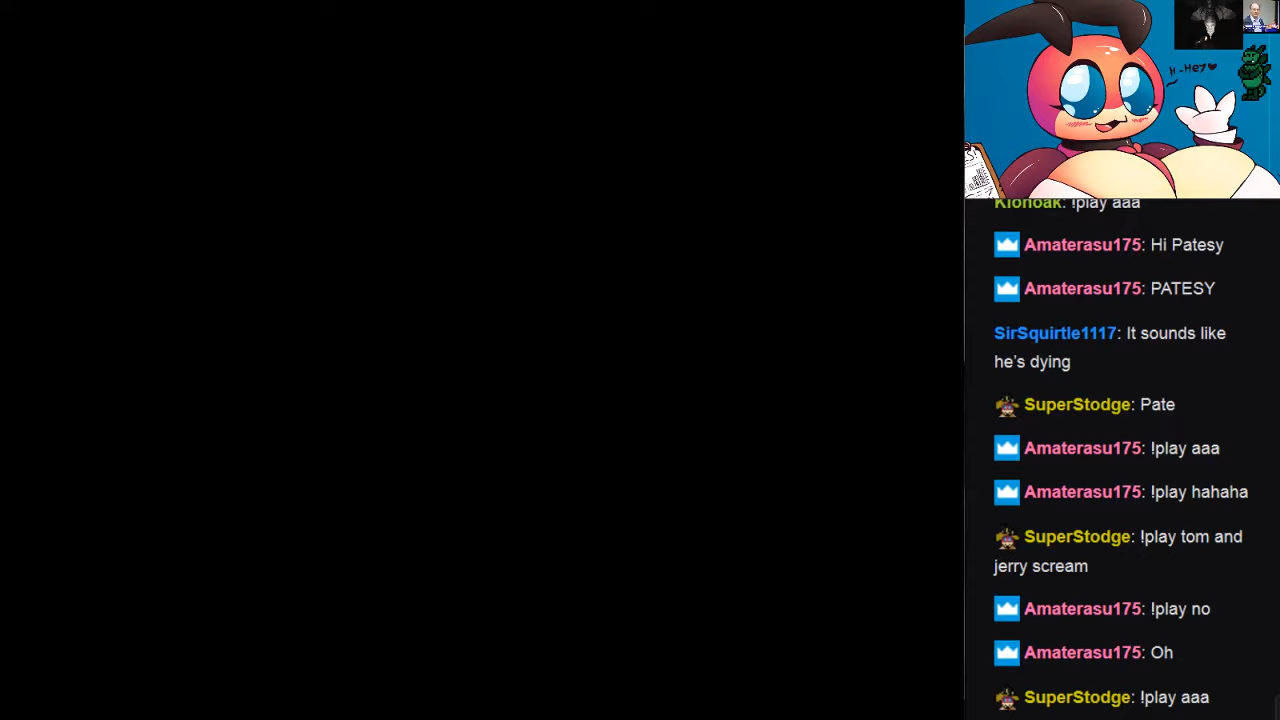 H-Hey♥
Klonoak: !play aaa
Amaterasu175: Hi Patesy
Amaterasu175: PATESY
SirSquirtle1117: It sounds like
he's dying
SuperStodge: Pate
Amaterasu175: !play aaa
Amaterasu175: !play hahaha
SuperStodge: !play tom and
jerry scream
Amaterasu175: !play no
Amaterasu175: Oh
SuperStodge: !play aaa